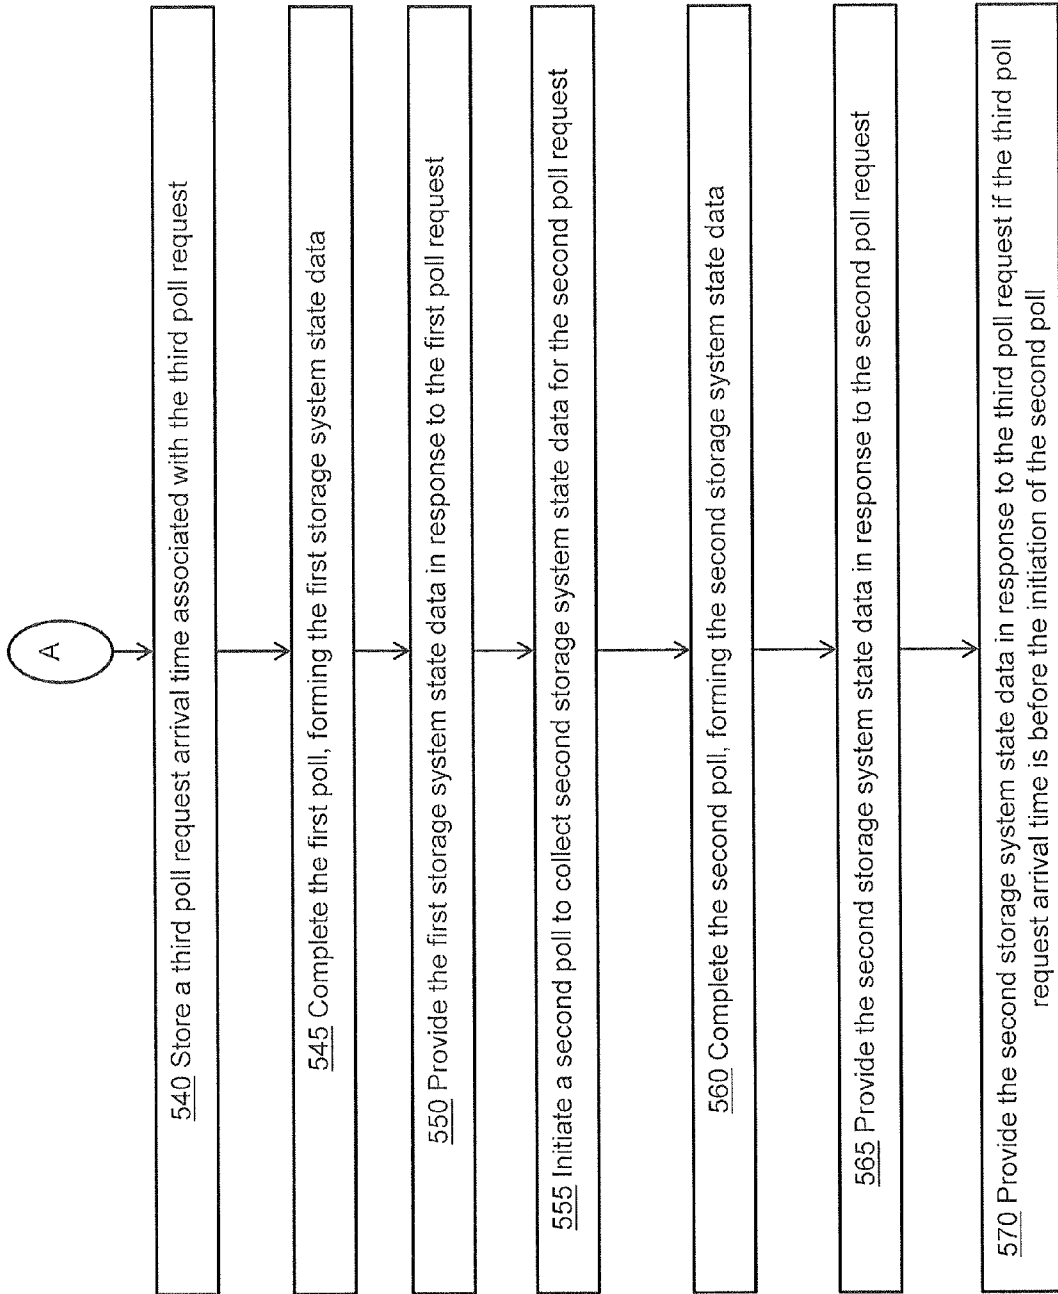 A
540 Store a third poll request arrival time associated with the third poll request
545 Complete the first poll, forming the first storage system state data
550 Provide the first storage system state data in response to the first poll request
555 Initiate a second poll to collect second storage system state data for the second poll request
560 Complete the second poll, forming the second storage system state data
565 Provide the second storage system state data in response to the second poll request
570 Provide the second storage system state data in response to the third poll request if the third poll
request arrival time is before the initiation of the second poll